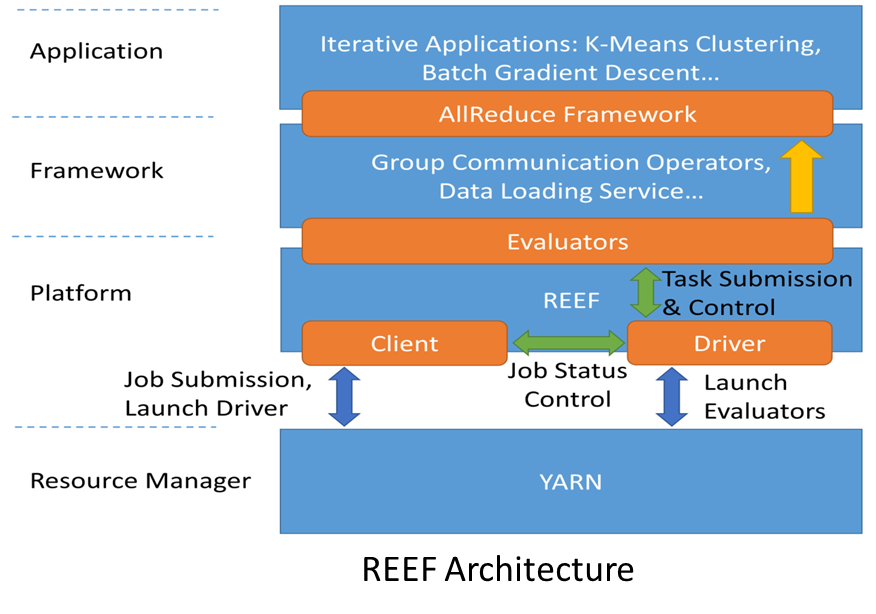 Application
Iterative Applications: K-Means Clustering,
Batch Gradient Descent...
AllReduce Framework
Framework
Group Communication Operators,
Data Loading Service...
Evaluators
Platform
REEF
Task Submission
& Control
Client
Driver
Job Status
Control
Job Submission,
Launch Driver
Launch
Evaluators
Resource Manager
YARN
REEF Architecture